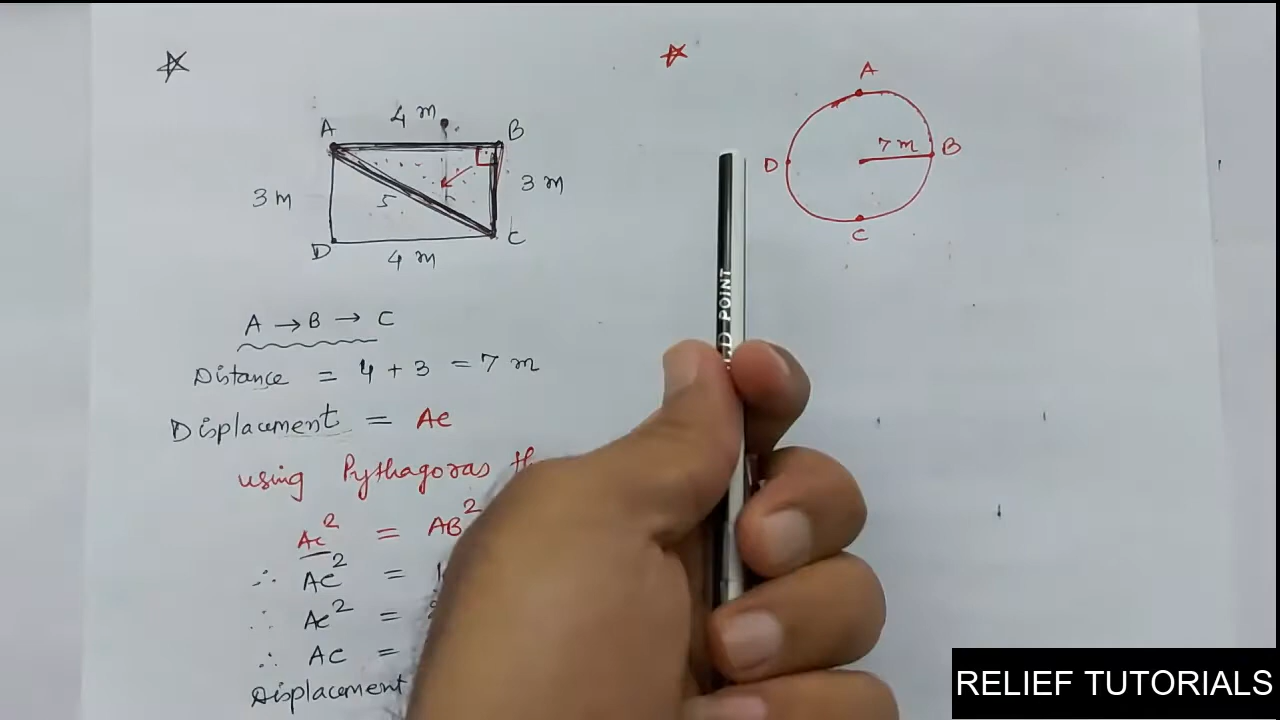 4 m
A
B
3 m
3 m
5
D
C
4 m
A → B → C
Distance = 4 + 3 = 7 m
Displacement = AC
using Pythagoras
AC² = AB²
∴ AC² =
∴ AC² =
∴ AC =
Displacement
A
7 m
B
D
C
POINT
RELIEF TUTORIALS